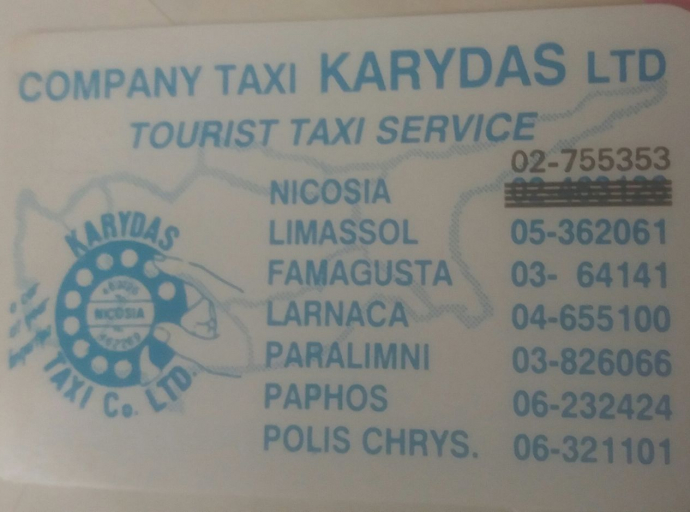 COMPANY TAXI KARYDAS LTD
TOURIST TAXI SERVICE
02-755353
NICOSIA
LIMASSOL 05-362061
FAMAGUSTA 03- 64141
LARNACA 04-655100
PARALIMNI 03-826066
PAPHOS 06-232424
POLIS CHRYS. 06-321101
KARYDAS
NICOSIA
TAXI Co. LTD.